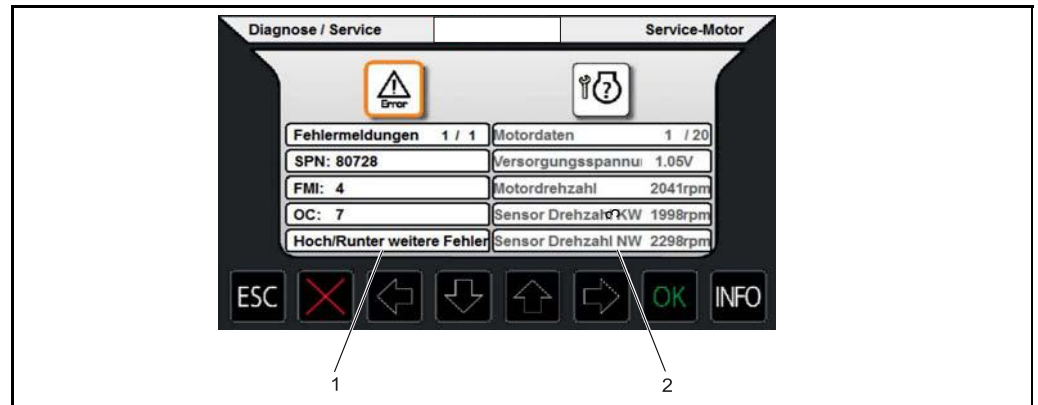 Diagnose / Service
Service-Motor
Error
Fehlermeldungen 1 / 1
SPN: 80728
FMI: 4
OC: 7
Hoch/Runter weitere Fehler
Motordaten 1 / 20
Versorgungsspannu 1.05V
Motordrehzahl 2041rpm
Sensor Drehzahl KW 1998rpm
Sensor Drehzahl NW 2298rpm
ESC
OK
INFO
1
2